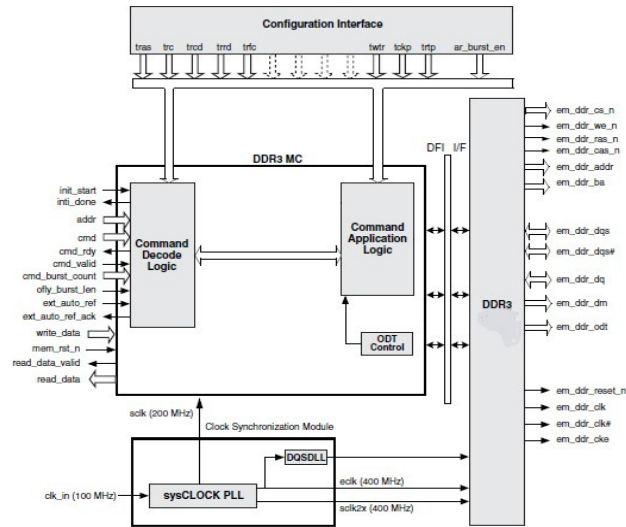 Configuration Interface
tras trc trcd trrd trfc twtr tckp trtp ar_burst_en
DFI I/F
DDR3 MC
init_start
inti_done
addr
cmd
cmd_rdy
cmd_valid
cmd_burst_count
ofly_burst_len
ext_auto_ref
ext_auto_ref_ack
write_data
mem_rst_n
read_data_valid
read_data
Command
Decode
Logic
Command
Application
Logic
ODT
Control
DDR3
em_ddr_cs_n
em_ddr_we_n
em_ddr_ras_n
em_ddr_cas_n
em_ddr_addr
em_ddr_ba
em_ddr_dqs
em_ddr_dqs#
em_ddr_dq
em_ddr_dm
em_ddr_odt
em_ddr_reset_n
em_ddr_clk
em_ddr_clk#
em_ddr_cke
sclk (200 MHz)
Clock Synchronization Module
DQSDLL
clk_in (100 MHz)
sysCLOCK PLL
eclk (400 MHz)
sclk2x (400 MHz)